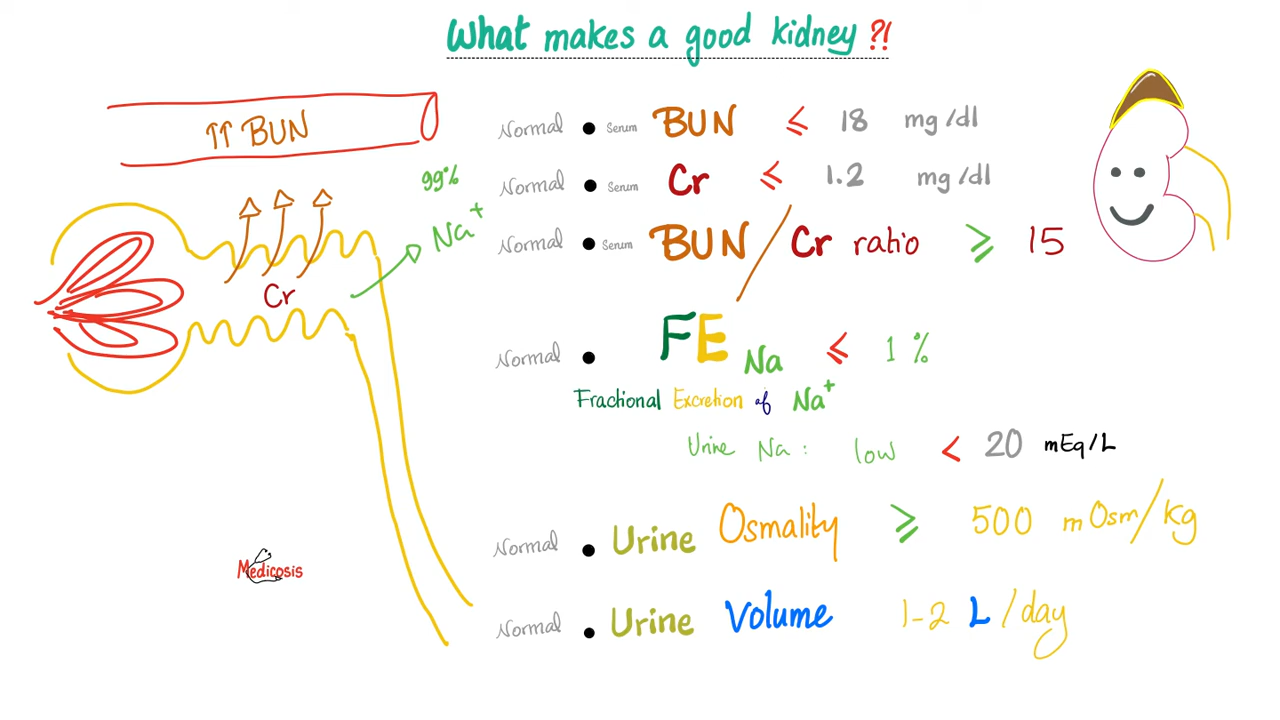 What makes a good kidney ?!
↑↑ BUN
99%
Na+
Cr
Medicosis
Normal • Serum BUN ≤ 18 mg/dl
Normal • Serum Cr ≤ 1.2 mg/dl
Normal • Serum BUN / Cr ratio ≥ 15
Normal • FE Na ≤ 1 %
Fractional Excretion of Na+
Urine Na : low < 20 mEq/L
Normal • Urine Osmality ≥ 500 mOsm/kg
Normal • Urine Volume 1-2 L /day